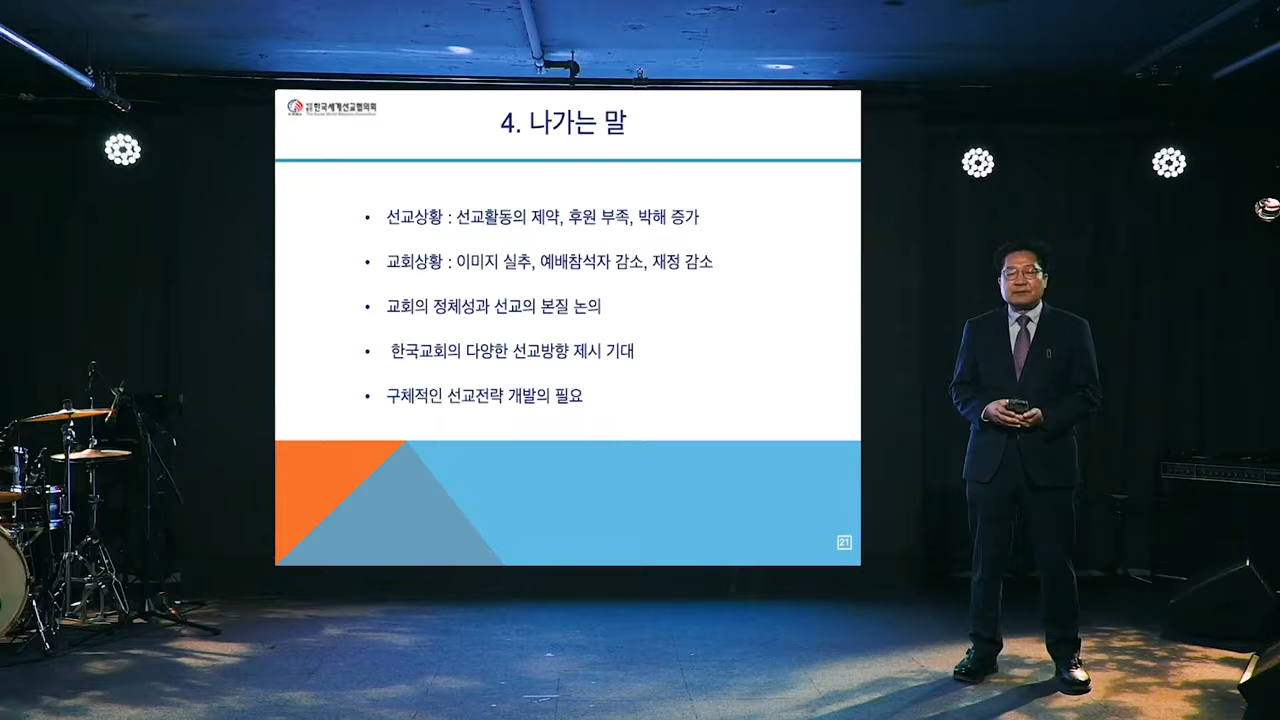 한국세계선교협의회
4. 나가는 말
• 선교상황 : 선교활동의 제약, 후원 부족, 박해 증가
• 교회상황 : 이미지 실추, 예배참석자 감소, 재정 감소
• 교회의 정체성과 선교의 본질 논의
• 한국교회의 다양한 선교방향 제시 기대
• 구체적인 선교전략 개발의 필요
21